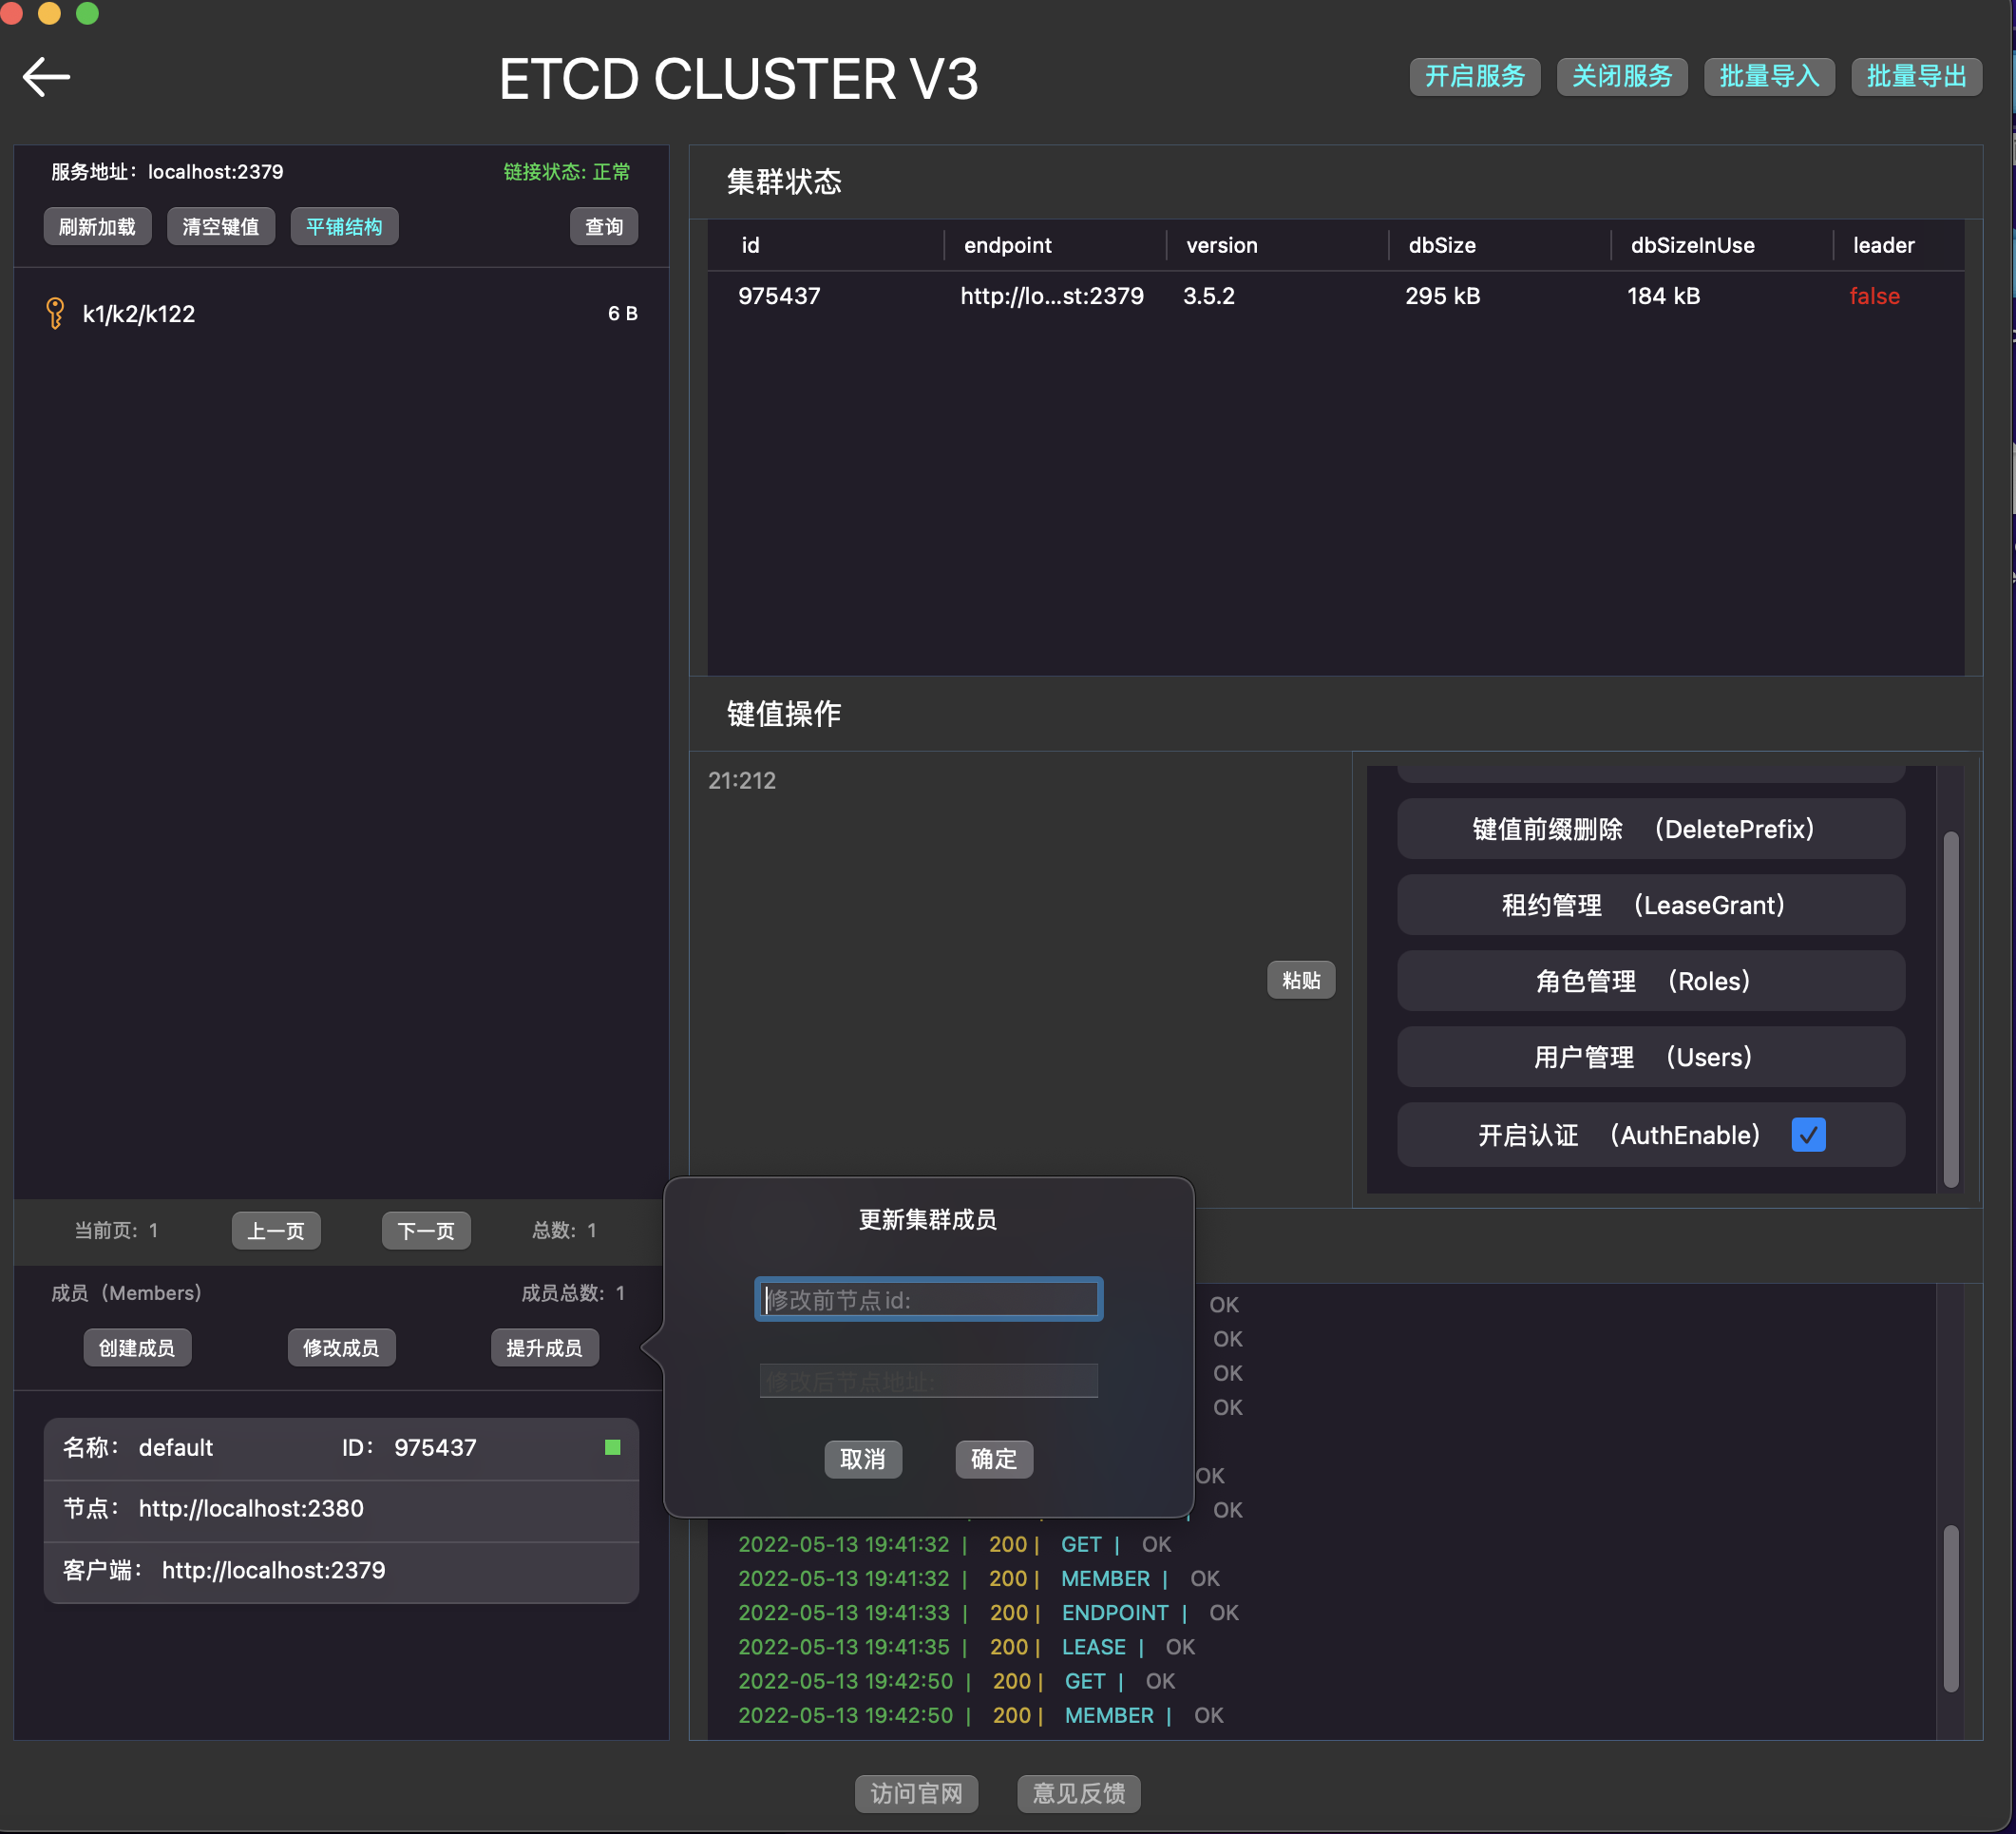 ETCD CLUSTER V3
开启服务 关闭服务 批量导入 批量导出
服务地址：localhost:2379 链接状态: 正常
刷新加载 清空键值 平铺结构 查询
k1/k2/k122 6 B
当前页: 1 上一页 下一页 总数: 1
成员（Members） 成员总数: 1
创建成员 修改成员 提升成员
名称： default ID： 975437
节点： http://localhost:2380
客户端： http://localhost:2379
集群状态
id endpoint version dbSize dbSizeInUse leader
975437 http://lo...st:2379 3.5.2 295 kB 184 kB false
键值操作
21:212
粘贴
键值前缀删除 （DeletePrefix）
租约管理 （LeaseGrant）
角色管理 （Roles）
用户管理 （Users）
开启认证 （AuthEnable）
更新集群成员
修改前节点id:
修改后节点地址:
取消 确定
OK
OK
OK
OK
OK
OK
2022-05-13 19:41:32 | 200 | GET | OK
2022-05-13 19:41:32 | 200 | MEMBER | OK
2022-05-13 19:41:33 | 200 | ENDPOINT | OK
2022-05-13 19:41:35 | 200 | LEASE | OK
2022-05-13 19:42:50 | 200 | GET | OK
2022-05-13 19:42:50 | 200 | MEMBER | OK
访问官网 意见反馈